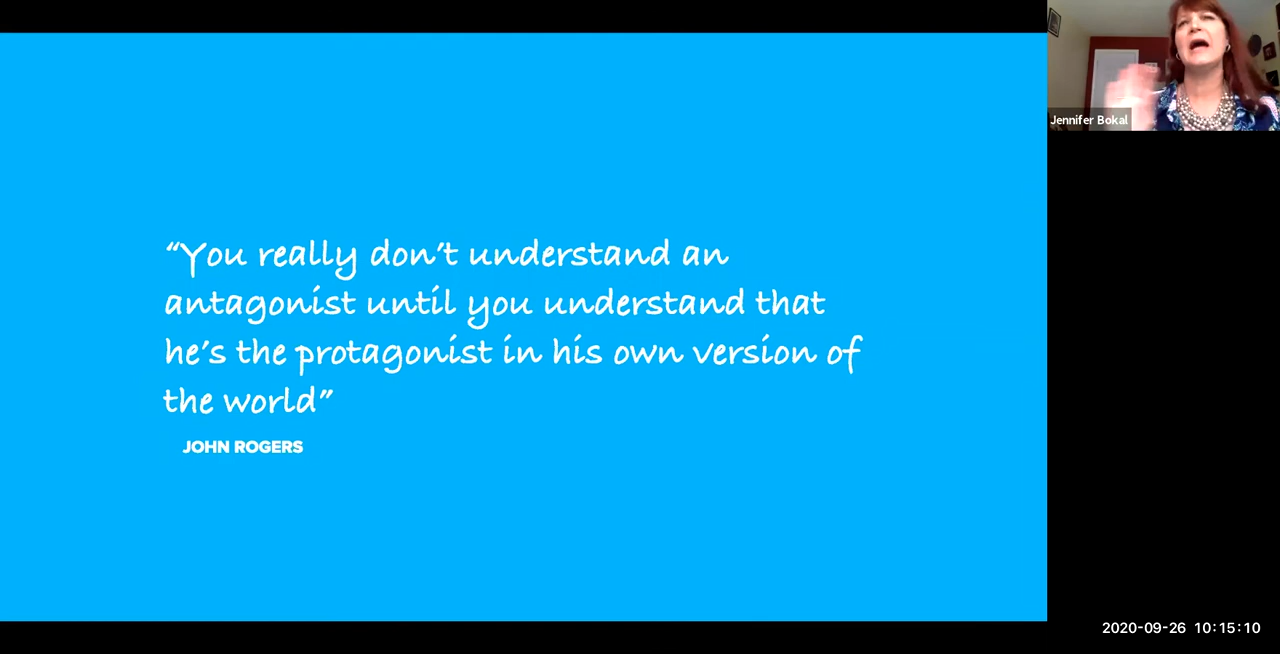 “You really don’t understand an
antagonist until you understand that
he’s the protagonist in his own version of
the world”
JOHN ROGERS
Jennifer Bokal
2020-09-26 10:15:10